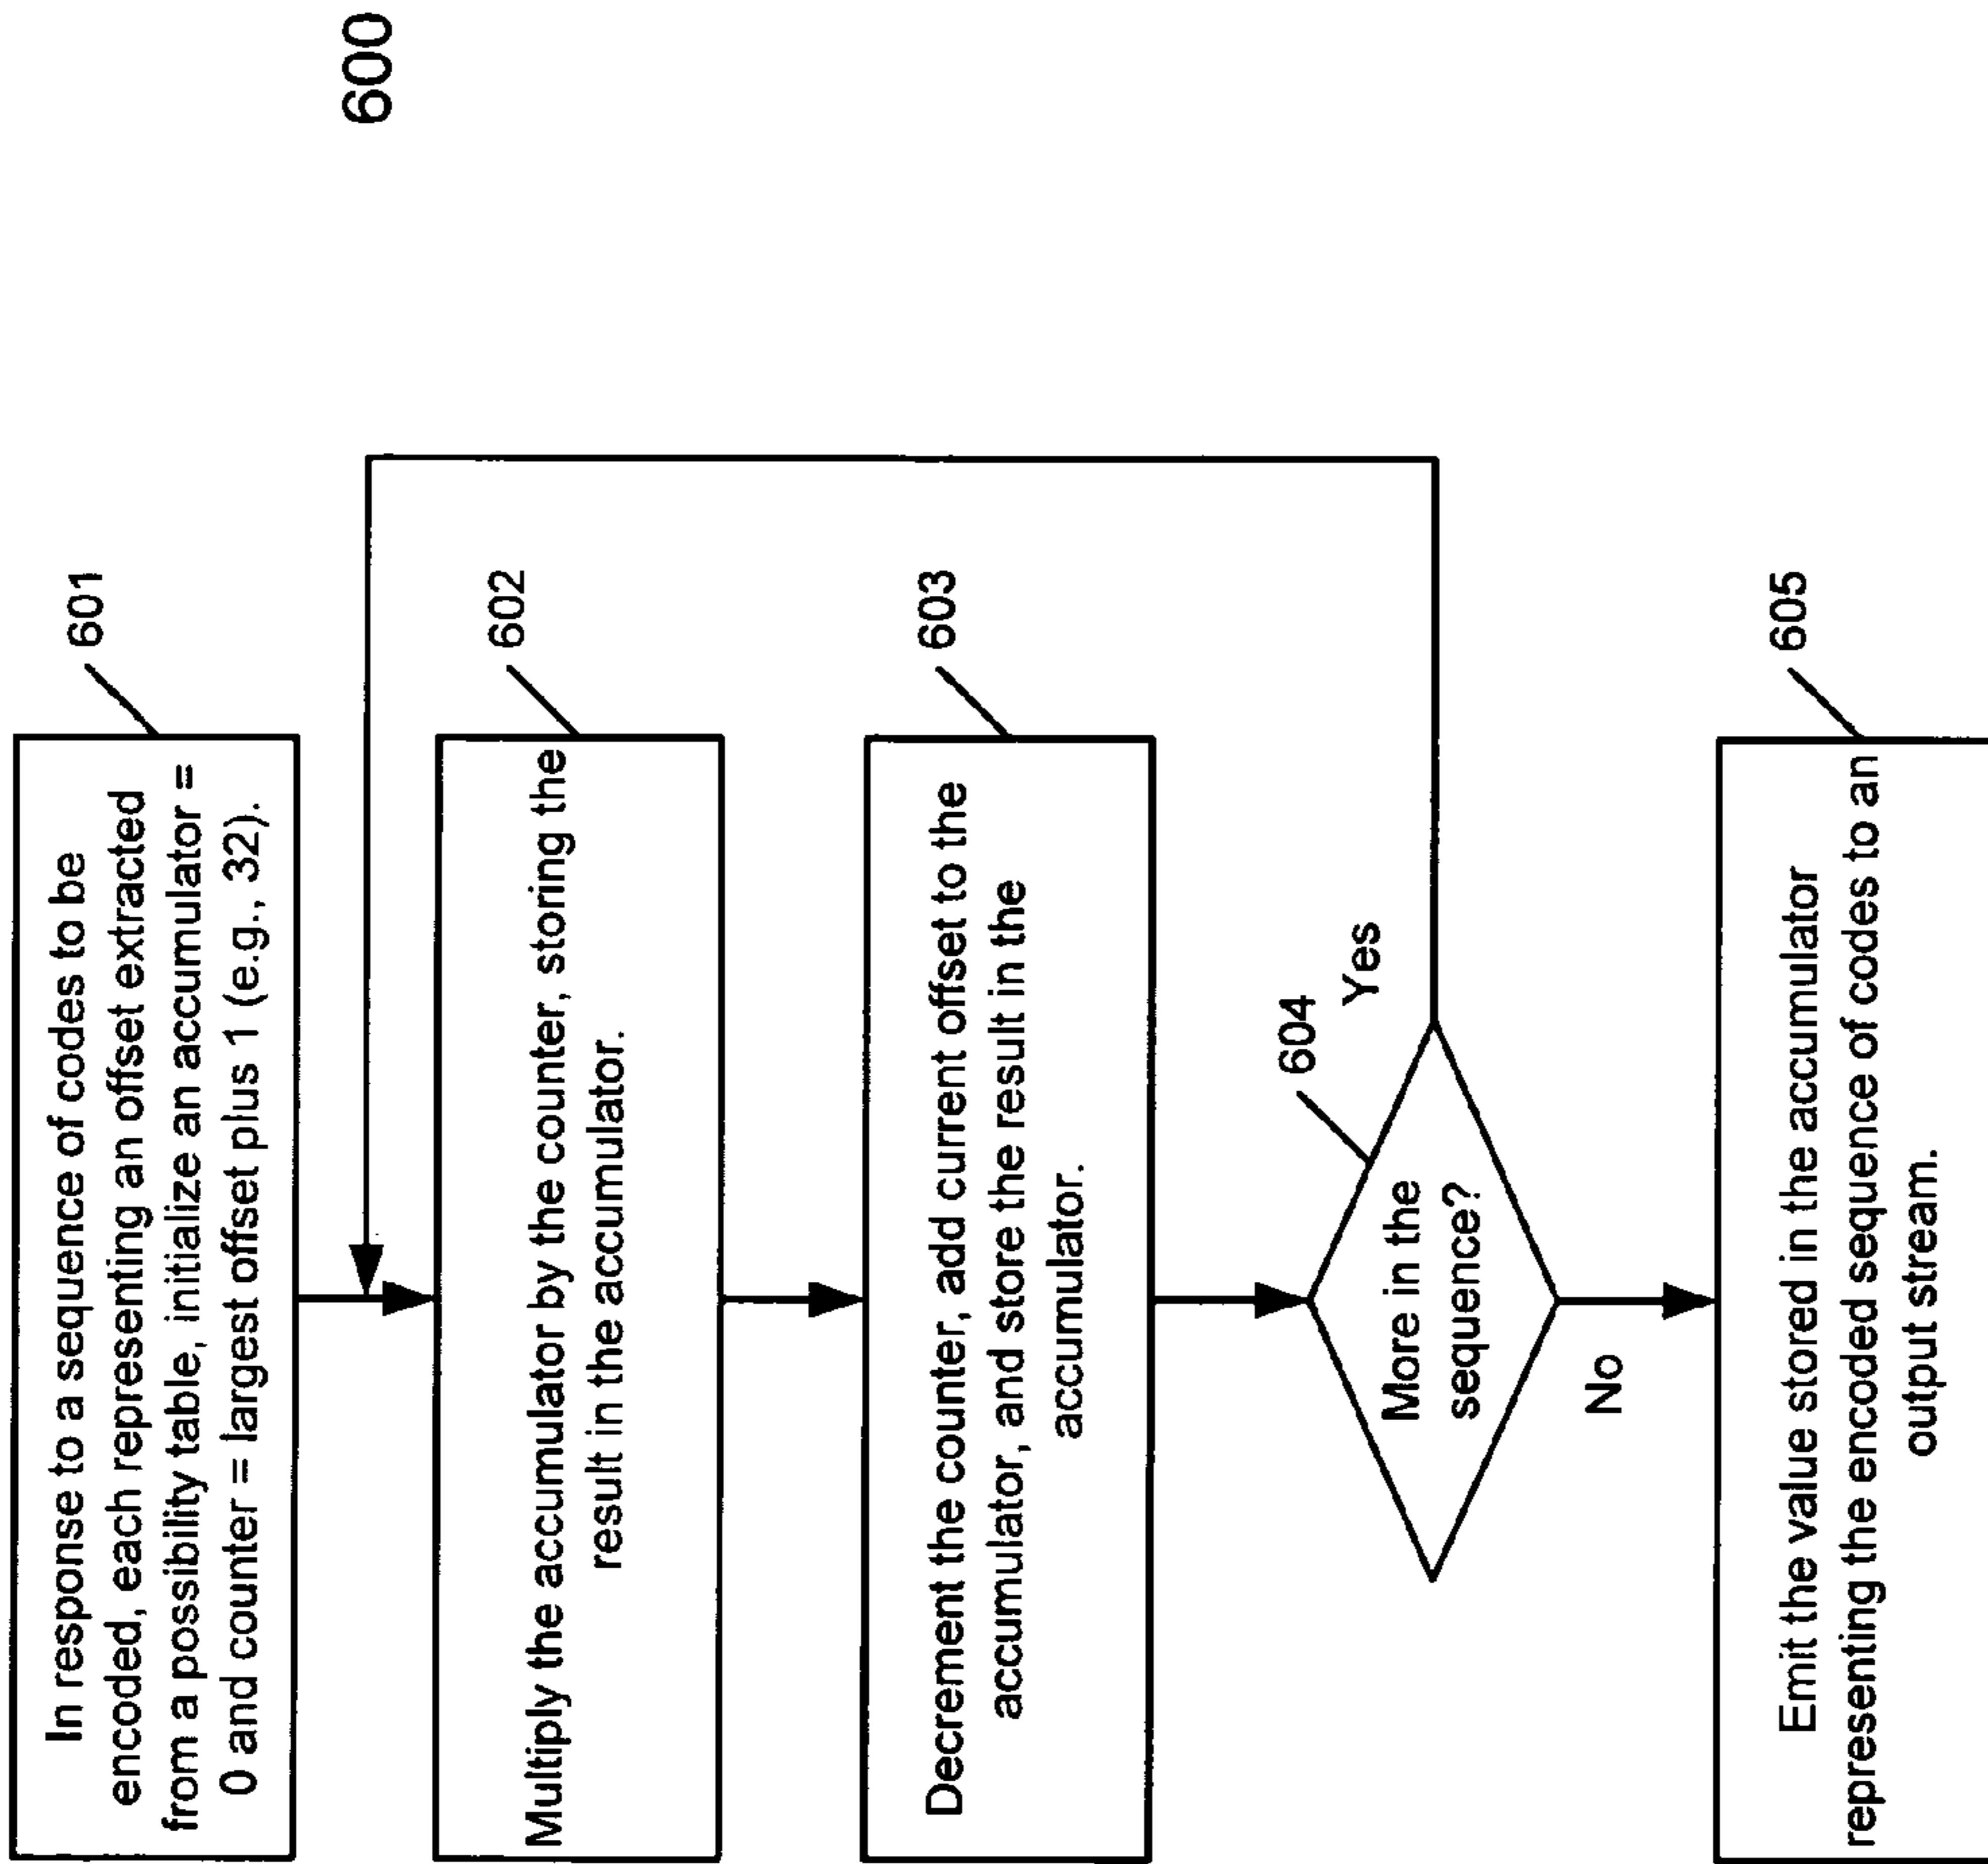 600
601
In response to a sequence of codes to be
encoded, each representing an offset extracted
from a possibility table, initialize an accumulator =
0 and counter = largest offset plus 1 (e.g., 32).
602
Multiply the accumulator by the counter, storing the
result in the accumulator.
603
Decrement the counter, add current offset to the
accumulator, and store the result in the
accumulator.
604
More in the
sequence?
Yes
No
605
Emit the value stored in the accumulator
representing the encoded sequence of codes to an
output stream.